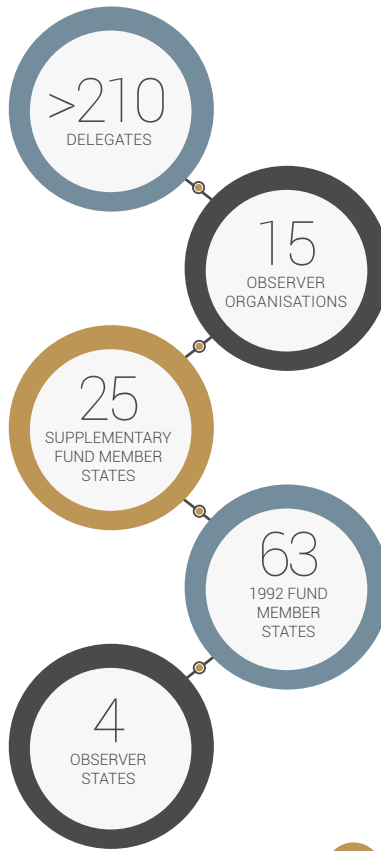 >210
DELEGATES
15
OBSERVER
ORGANISATIONS
25
SUPPLEMENTARY
FUND MEMBER
STATES
63
1992 FUND
MEMBER
STATES
4
OBSERVER
STATES